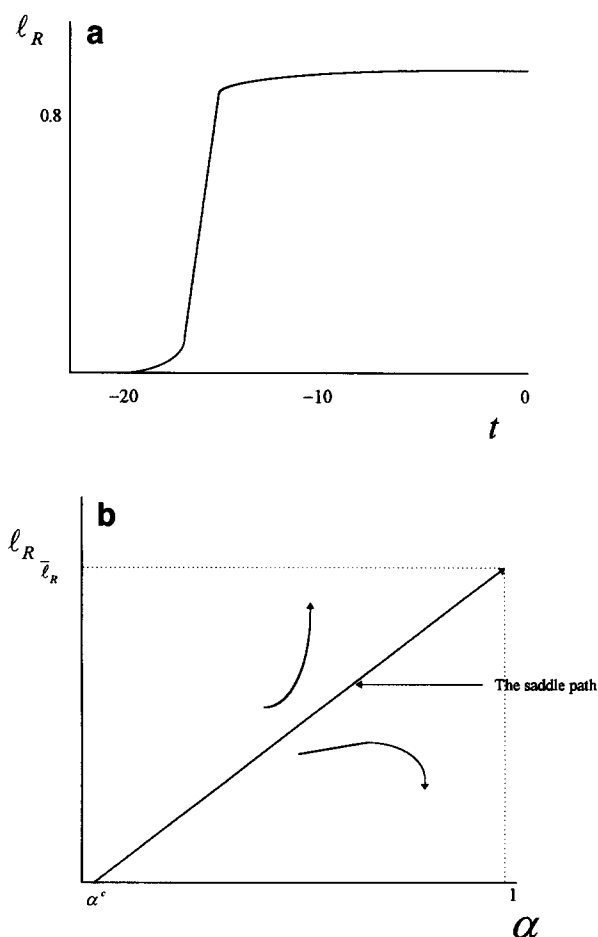 ℓ_R
a
0.8
−20
−10
0
t
b
ℓ_R
ℓ̄_R
The saddle path
α^c
1
α